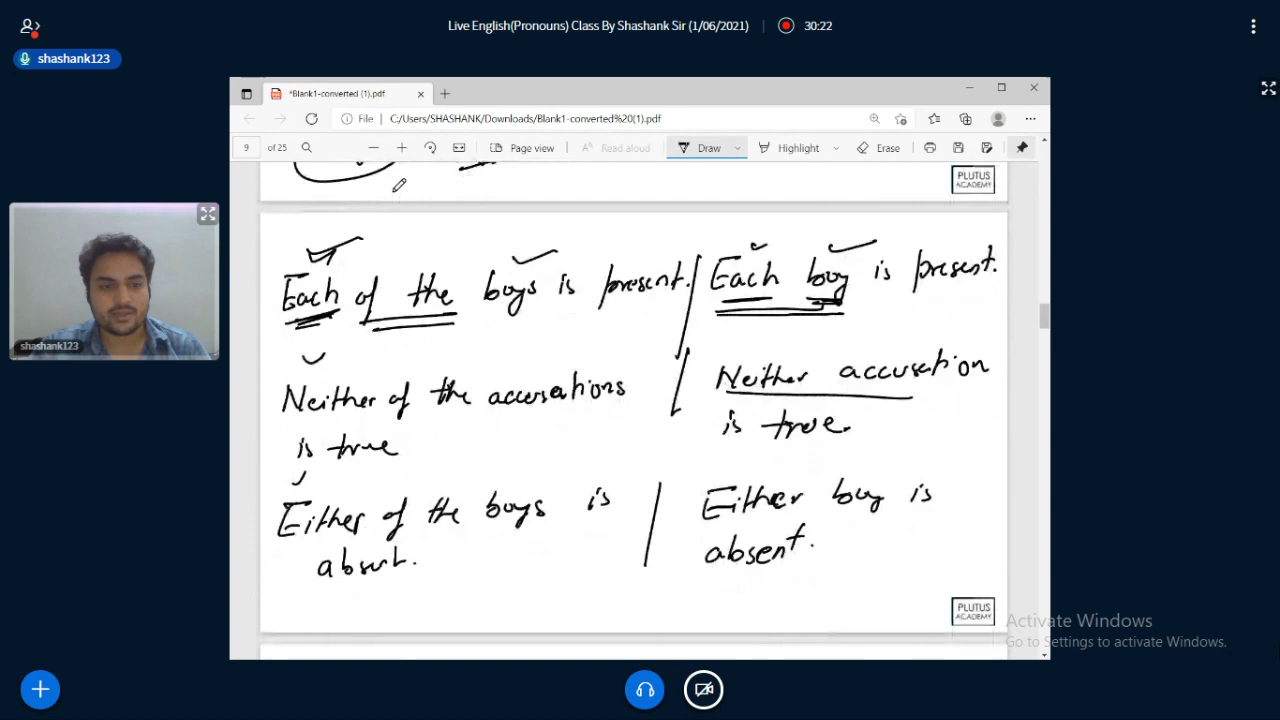 Live English(Pronouns) Class By Shashank Sir (1/06/2021)
30:22
shashank123
*Blank1-converted (1).pdf
File
C:/Users/SHASHANK/Downloads/Blank1-converted%20(1).pdf
9 of 25
Page view
Read aloud
Draw
Highlight
Erase
PLUTUS
ACADEMY
Each of the boys is present. / Each boy is present.
Neither of the accusations / Neither accusation
is true
is true.
Either of the boys is | Either boy is
absent.
absent.
shashank123
PLUTUS
ACADEMY
Activate Windows
Go to Settings to activate Windows.